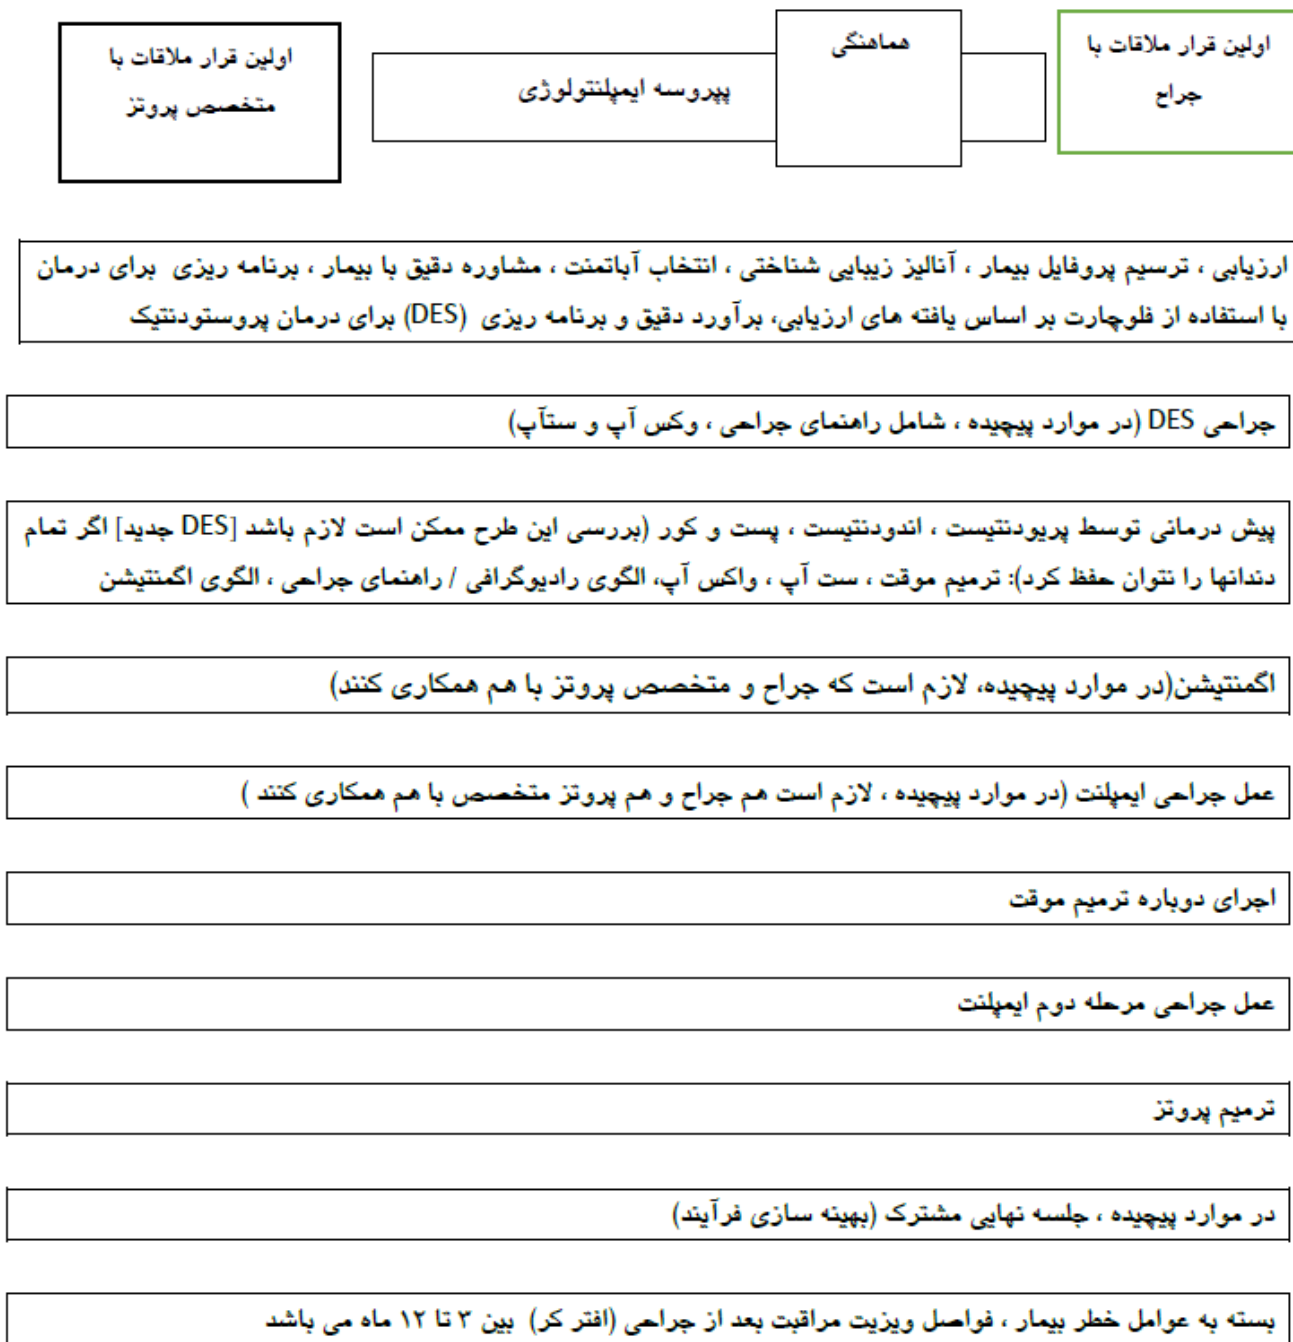 اولین قرار ملاقات با
جراح
هماهنگی
پپروسه ایمپلنتولوژی
اولین قرار ملاقات با
متخصص پروتز
ارزیابی ، ترسیم پروفایل بیمار ، آنالیز زیبایی شناختی ، انتخاب آباتمنت ، مشاوره دقیق با بیمار ، برنامه ریزی برای درمان
با استفاده از فلوچارت بر اساس یافته های ارزیابی، برآورد دقیق و برنامه ریزی (DES) برای درمان پروستودنتیک
جراحی DES (در موارد پیچیده ، شامل راهنمای جراحی ، وکس آپ و ستآپ)
پیش درمانی توسط پریودنتیست ، اندودنتیست ، پست و کور (بررسی این طرح ممکن است لازم باشد [DES جدید] اگر تمام
دندانها را نتوان حفظ کرد): ترمیم موقت ، ست آپ ، واکس آپ، الگوی رادیوگرافی / راهنمای جراحی ، الگوی اگمنتیشن
اگمنتیشن(در موارد پیچیده، لازم است که جراح و متخصص پروتز با هم همکاری کنند)
عمل جراحی ایمپلنت (در موارد پیچیده ، لازم است هم جراح و هم پروتز متخصص با هم همکاری کنند )
اجرای دوباره ترمیم موقت
عمل جراحی مرحله دوم ایمپلنت
ترمیم پروتز
در موارد پیچیده ، جلسه نهایی مشترک (بهینه سازی فرآیند)
بسته به عوامل خطر بیمار ، فواصل ویزیت مراقبت بعد از جراحی (افتر کر) بین ۳ تا ۱۲ ماه می باشد